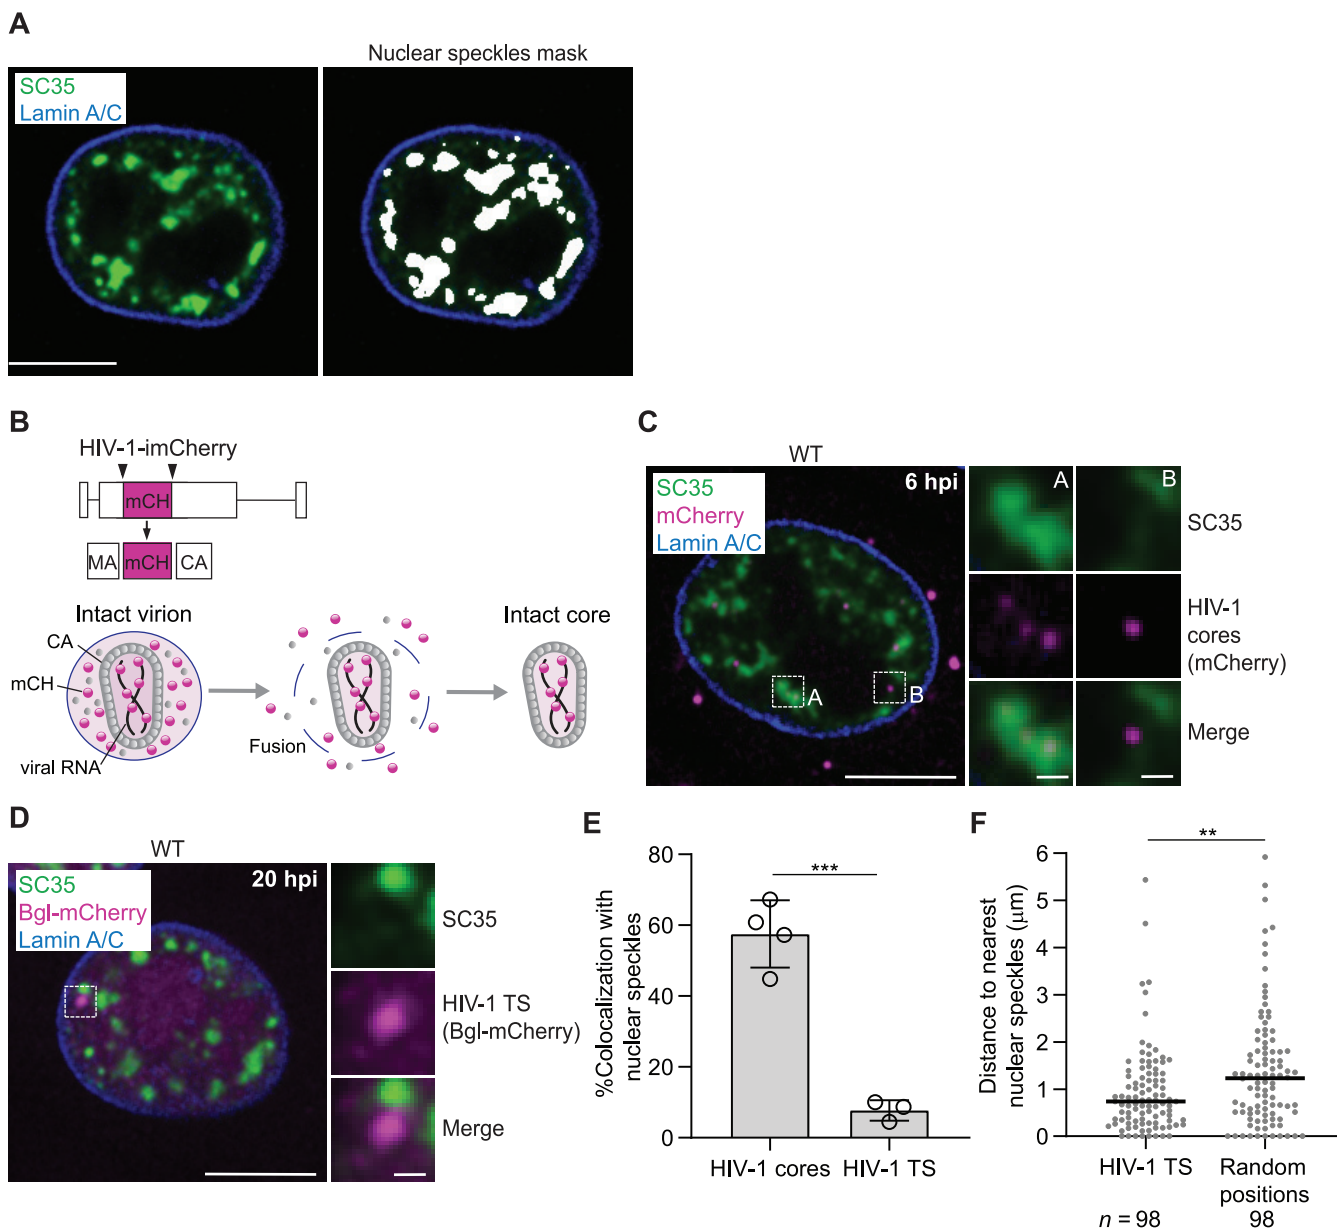 A
Nuclear speckles mask
SC35
Lamin A/C
B
HIV-1-imCherry
mCH
MA
mCH
CA
Intact virion
Intact core
CA
mCH
viral RNA
Fusion
C
WT
SC35
mCherry
Lamin A/C
6 hpi
A
B
A
B
SC35
HIV-1
cores
(mCherry)
Merge
D
WT
SC35
Bgl-mCherry
Lamin A/C
20 hpi
SC35
HIV-1 TS
(Bgl-mCherry)
Merge
E
%Colocalization with
nuclear speckles
80
60
40
20
0
***
HIV-1 cores
HIV-1 TS
F
Distance to nearest
nuclear speckles (μm)
6
5
4
3
2
1
0
**
HIV-1 TS
Random
positions
n = 98
98